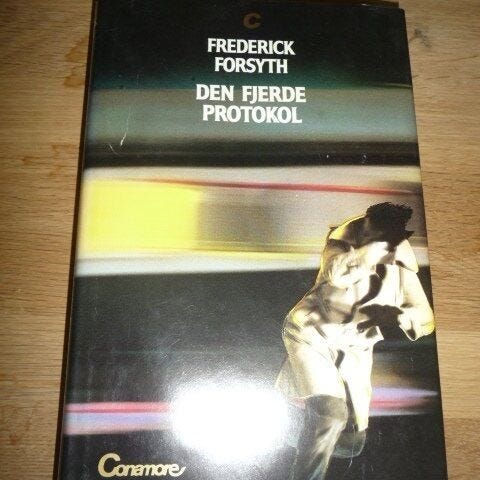 C
FREDERICK
FORSYTH
DEN FJERDE
PROTOKOL
Conamore